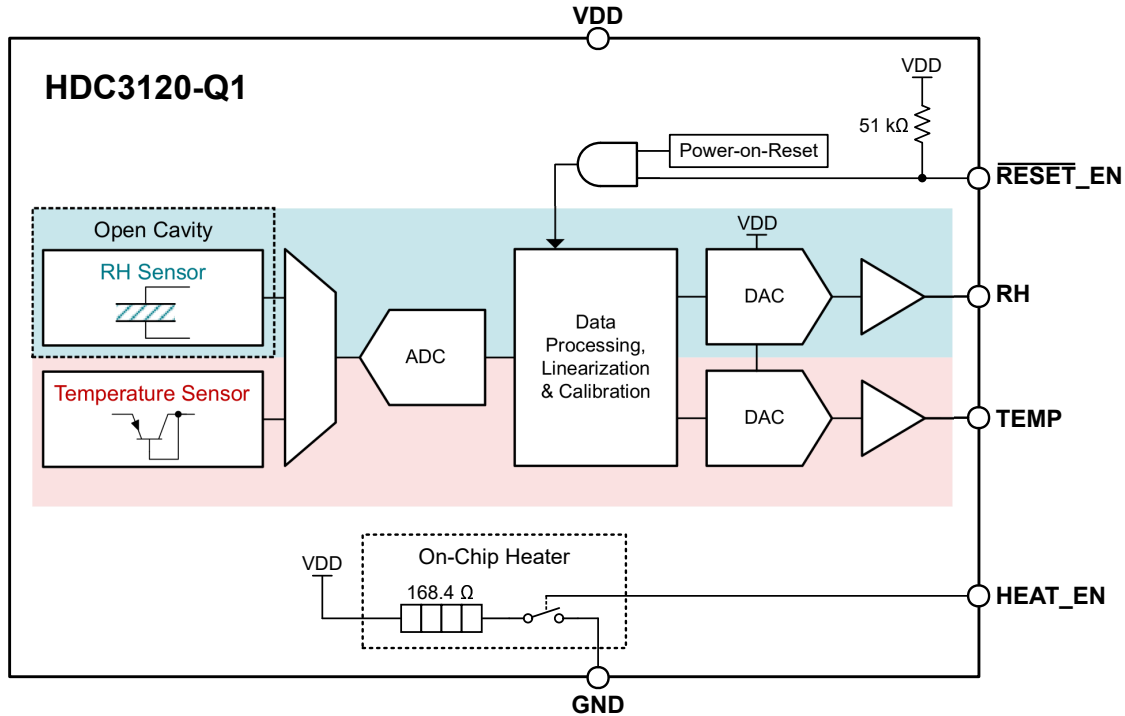 VDD
HDC3120-Q1
VDD
51 kΩ
Power-on-Reset
RESET_EN
Open Cavity
RH Sensor
VDD
DAC
RH
ADC
Data
Processing,
Linearization
& Calibration
Temperature Sensor
DAC
TEMP
On-Chip Heater
VDD
168.4 Ω
HEAT_EN
GND